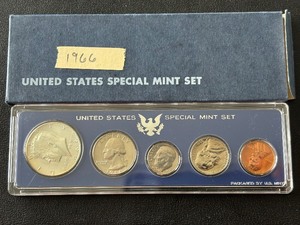 1966
UNITED STATES SPECIAL MINT SET
UNITED STATES SPECIAL MINT SET
PACKAGED BY U.S. MINT